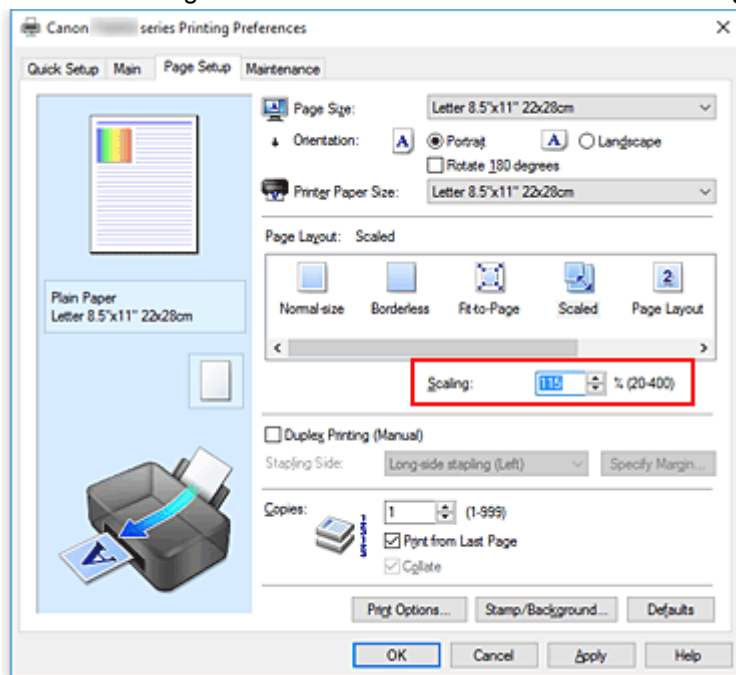 Canon series Printing Preferences
Quick Setup Main Page Setup Maintenance
Page Size: Letter 8.5"x11" 22x28cm
Orientation: A Portrait A Landscape
Rotate 180 degrees
Printer Paper Size: Letter 8.5"x11" 22x28cm
Page Layout: Scaled
Normal-size Borderless Fit-to-Page Scaled 2 Page Layout
Plain Paper
Letter 8.5"x11" 22x28cm
Scaling: 115 % (20-400)
Duplex Printing (Manual)
Stapling Side: Long-side stapling (Left) Specify Margin...
Copies: 1 (1-999)
Print from Last Page
Collate
A
Print Options... Stamp/Background... Defaults
OK Cancel Apply Help